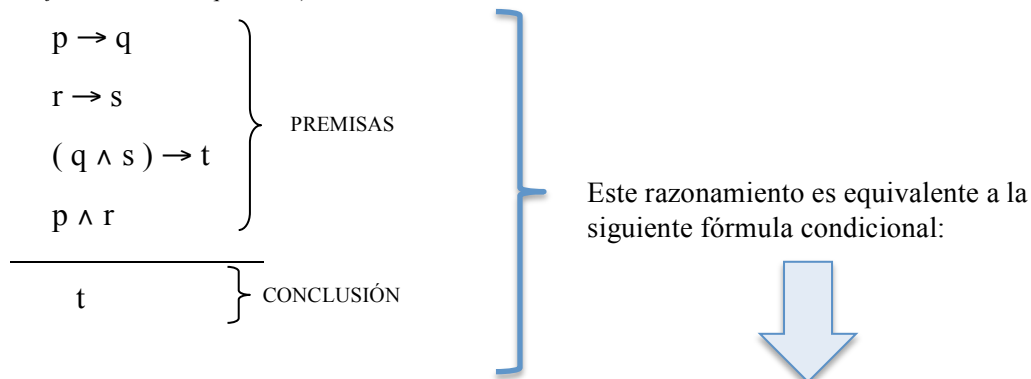 p → q
r → s
PREMISAS
( q ∧ s ) → t
p ∧ r
Este razonamiento es equivalente a la
siguiente fórmula condicional:
t
CONCLUSIÓN